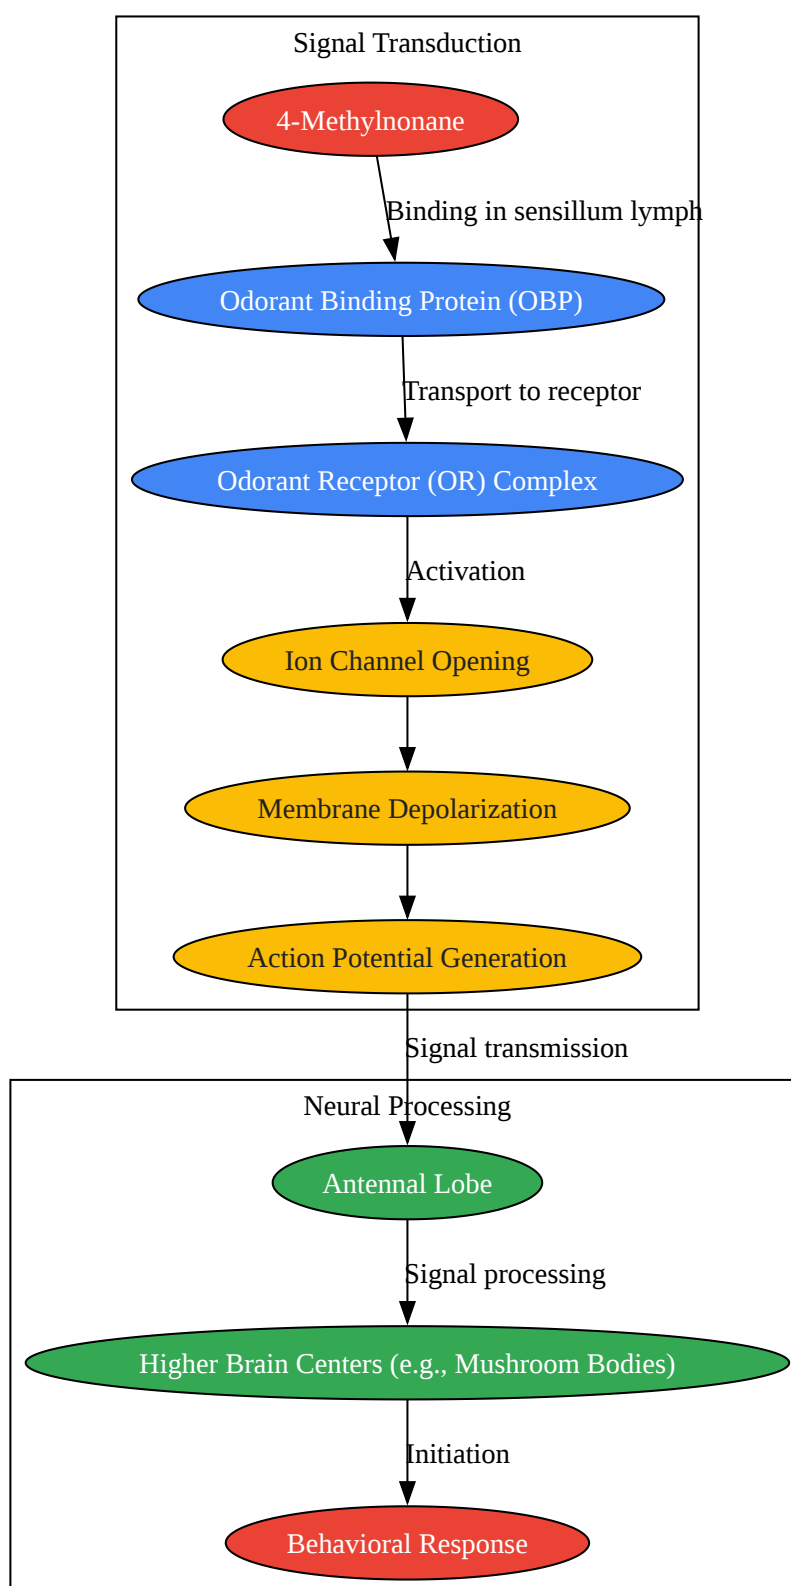 Signal Transduction
4-Methylnonane
Binding in sensillum lymph
Odorant Binding Protein (OBP)
Transport to receptor
Odorant Receptor (OR) Complex
Activation
Ion Channel Opening
Membrane Depolarization
Action Potential Generation
Signal transmission
Neural Processing
Antennal Lobe
Signal processing
Higher Brain Centers (e.g., Mushroom Bodies)
Initiation
Behavioral Response